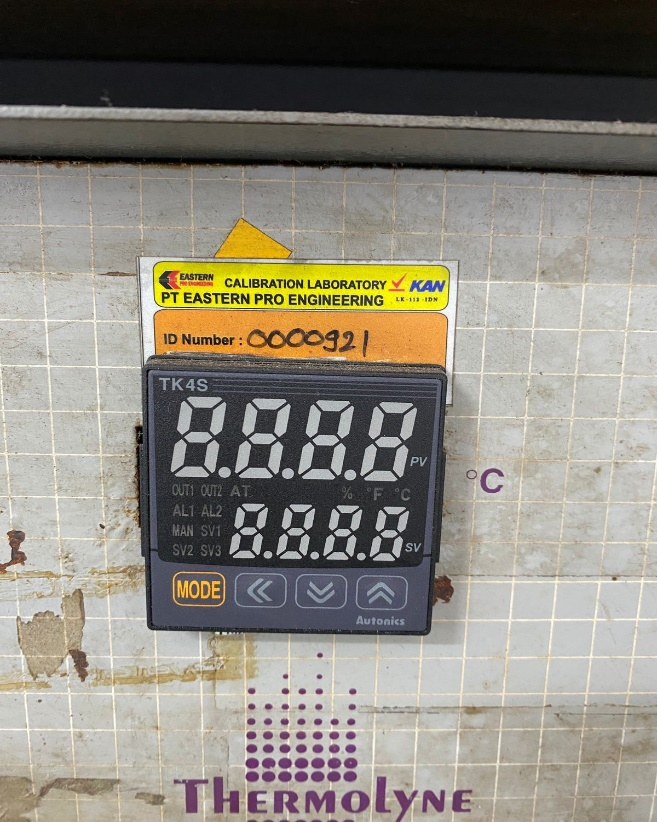 EASTERN
PRO ENGINEERING
CALIBRATION LABORATORY
KAN
PT EASTERN PRO ENGINEERING
LK-112-IDN
ID Number : 0000921
TK4S
8.8.8.8
PV
°C
OUT1 OUT2 AT % °F °C
AL1 AL2
MAN SV1
SV2 SV3
8.8.8.8
SV
MODE
Autonics
THERMOLYNE